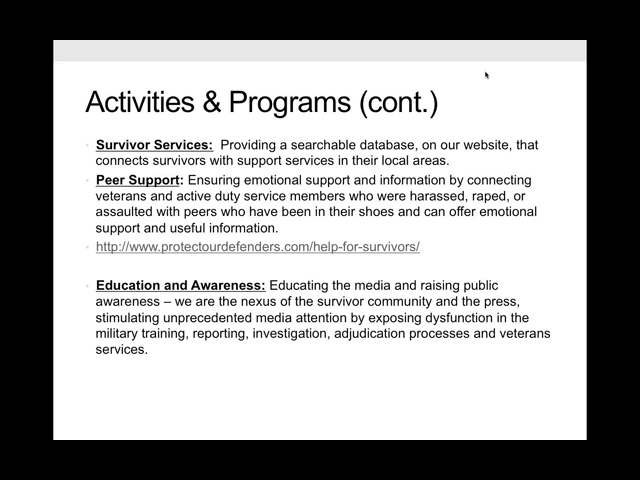 Activities & Programs (cont.)
Survivor Services: Providing a searchable database, on our website, that
connects survivors with support services in their local areas.
Peer Support: Ensuring emotional support and information by connecting
veterans and active duty service members who were harassed, raped, or
assaulted with peers who have been in their shoes and can offer emotional
support and useful information.
http://www.protectourdefenders.com/help-for-survivors/
Education and Awareness: Educating the media and raising public
awareness – we are the nexus of the survivor community and the press,
stimulating unprecedented media attention by exposing dysfunction in the
military training, reporting, investigation, adjudication processes and veterans
services.